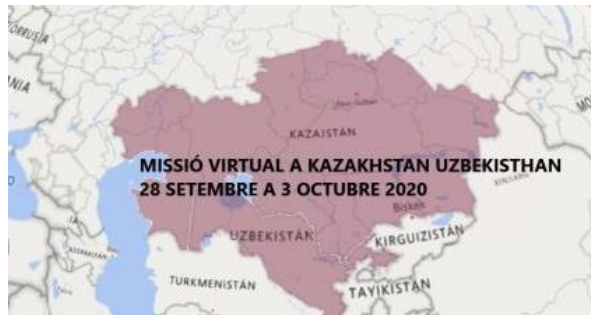 KAZAJSTÁN
MISSIÓ VIRTUAL A KAZAKHSTAN UZBEKISTHAN
28 SETEMBRE A 3 OCTUBRE 2020
Biskek
UZBEKISTÁN
KIRGUIZISTÁN
TURKMENISTÁN
TAYIKISTÁN